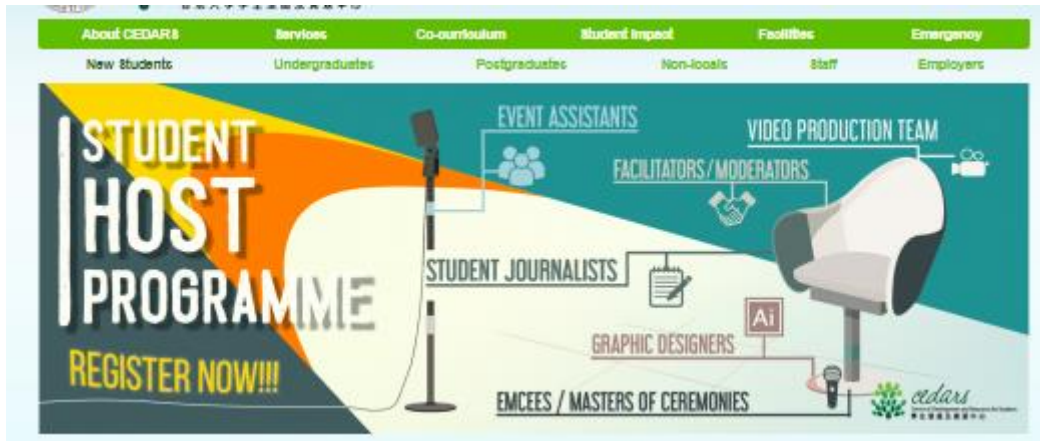 About CEDARS Services Co-curriculum Student Impact Facilities Emergency
New Students Undergraduates Postgraduates Non-locals Staff Employers
STUDENT
HOST
PROGRAMME
REGISTER NOW!!!
EVENT ASSISTANTS
VIDEO PRODUCTION TEAM
FACILITATORS / MODERATORS
STUDENT JOURNALISTS
Ai
GRAPHIC DESIGNERS
EMCEES / MASTERS OF CEREMONIES
cedars